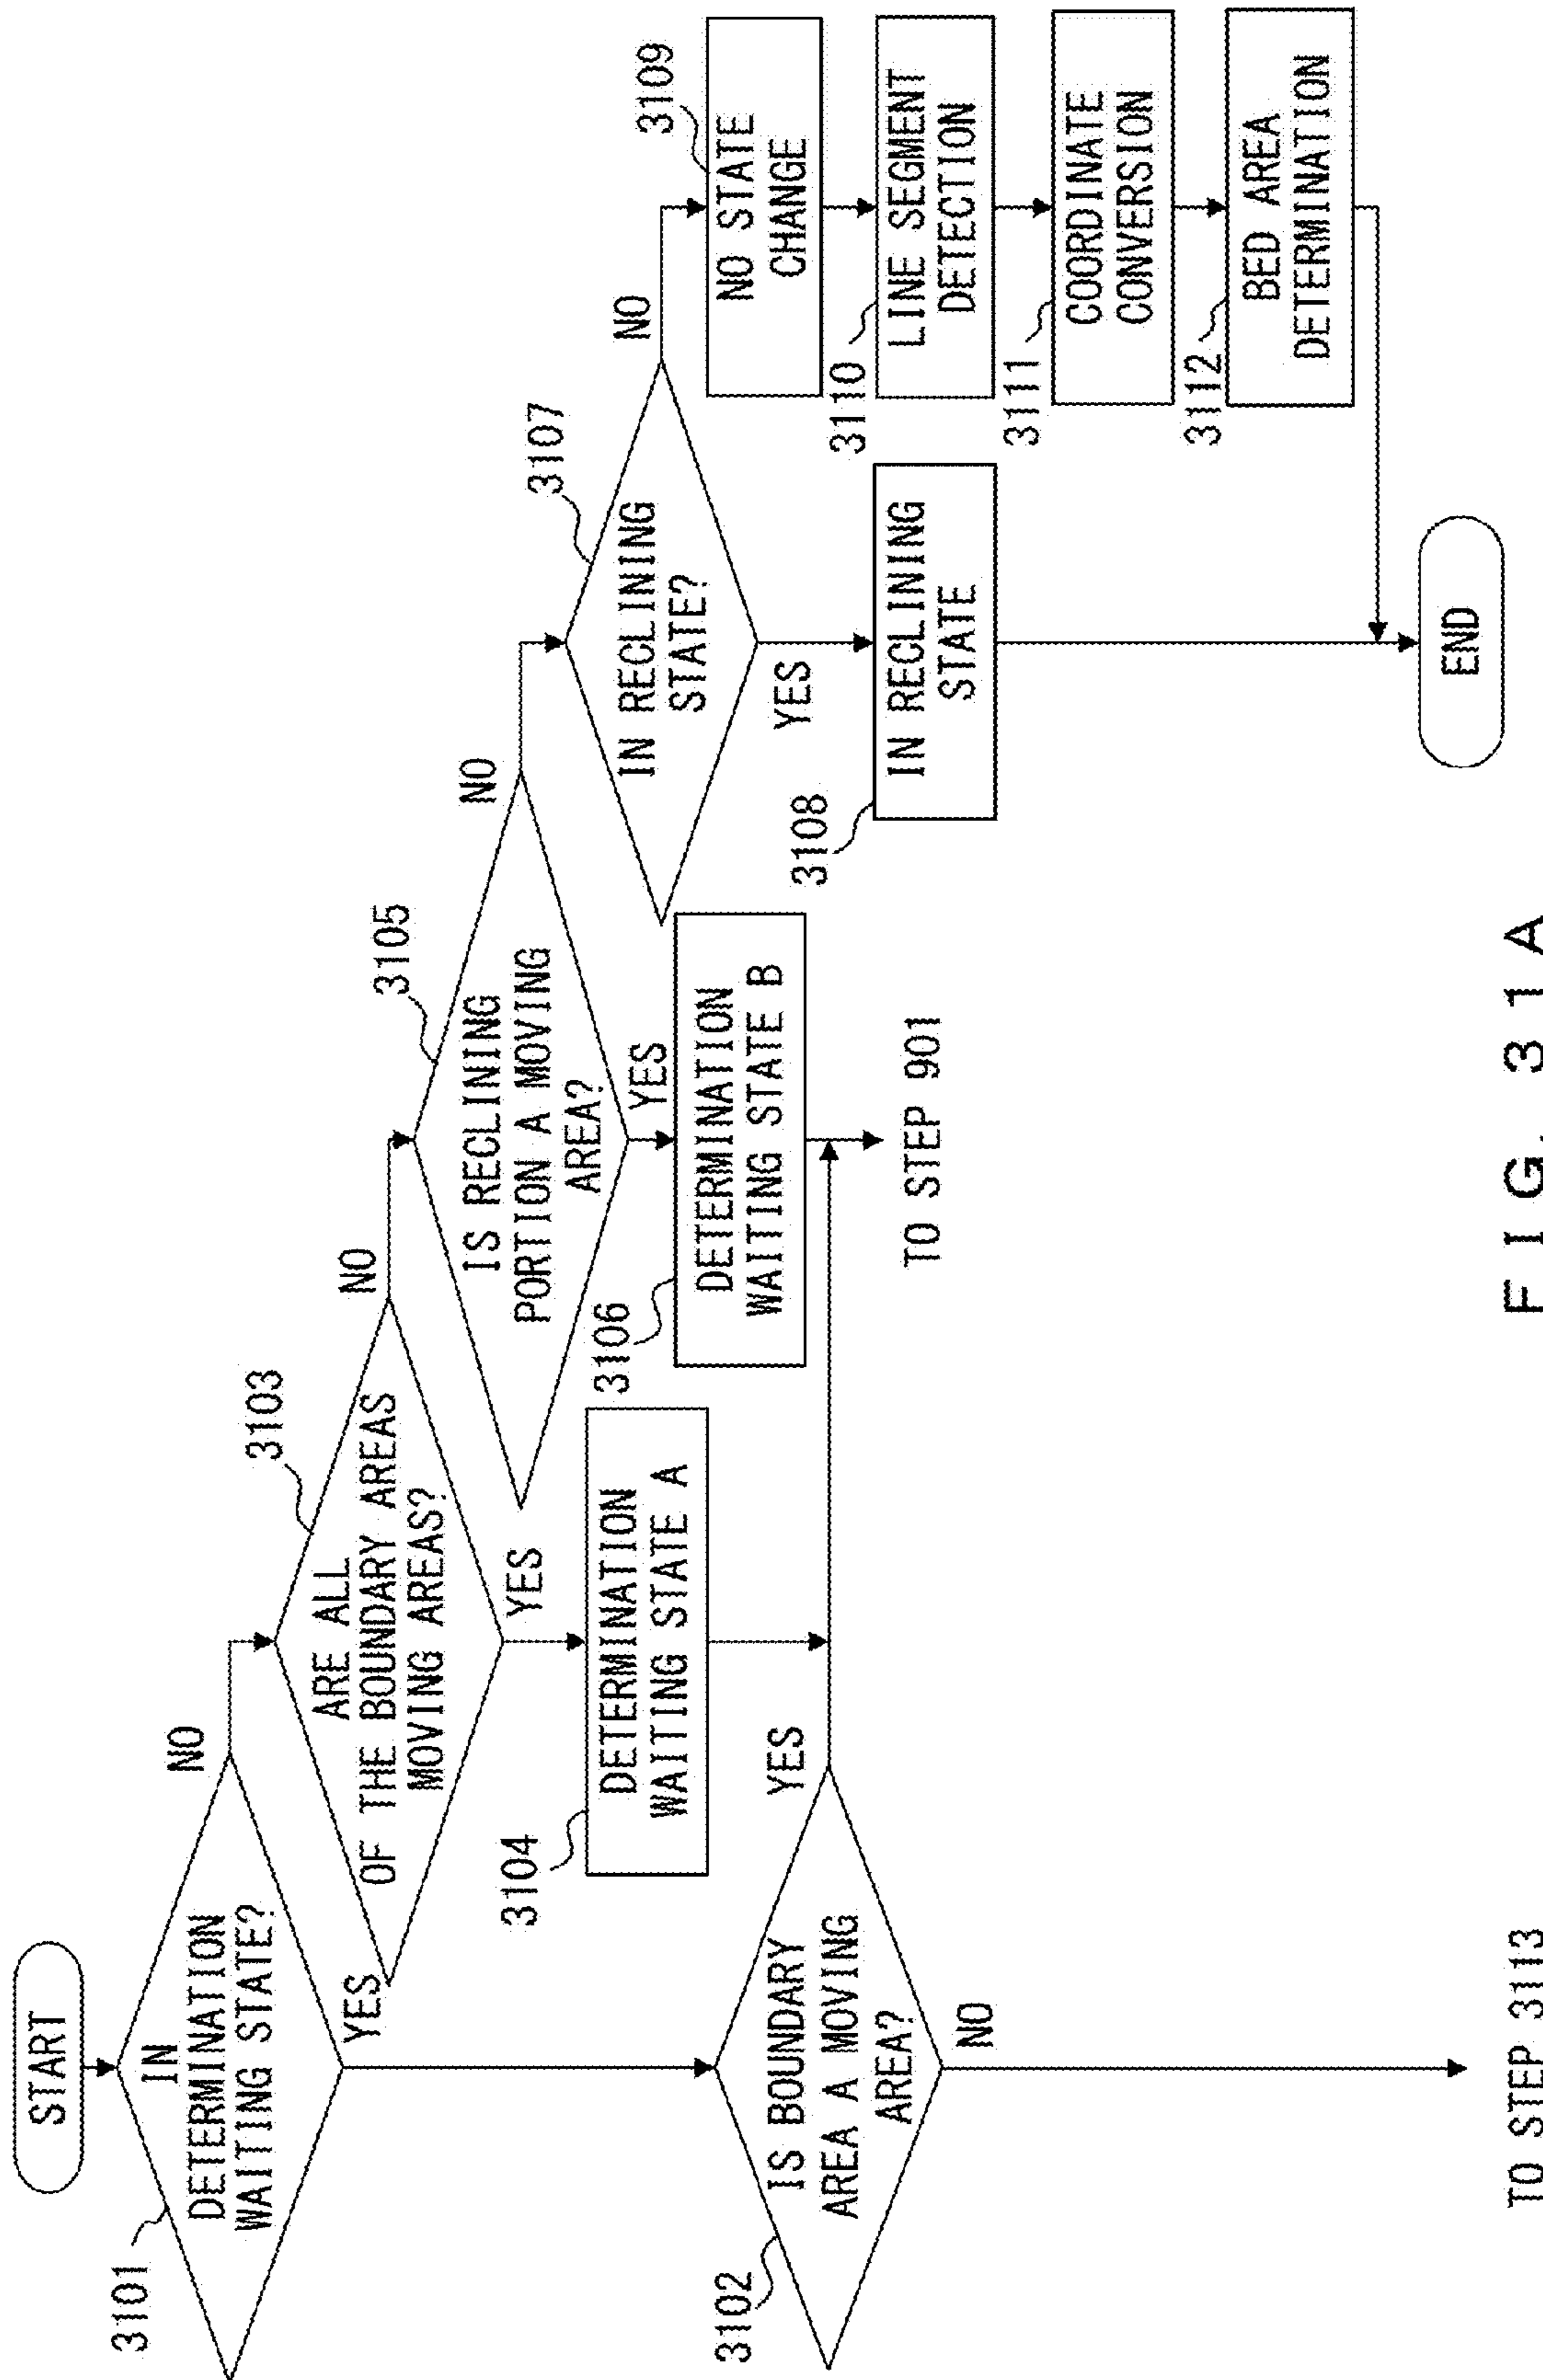 START
3101
IN
DETERMINATION
WAITING STATE?
NO
YES
3102
IS BOUNDARY
AREA A MOVING
AREA?
YES
NO
TO STEP 3113
3103
ARE ALL
OF THE BOUNDARY AREAS
MOVING AREAS?
NO
YES
3104
DETERMINATION
WAITING STATE A
3105
IS RECLINING
PORTION A MOVING
AREA?
NO
YES
3106
DETERMINATION
WAITING STATE B
TO STEP 901
3107
IN RECLINING
STATE?
NO
YES
3108
IN RECLINING
STATE
3109
NO STATE
CHANGE
3110
LINE SEGMENT
DETECTION
3111
COORDINATE
CONVERSION
3112
BED AREA
DETERMINATION
END
FIG. 31A